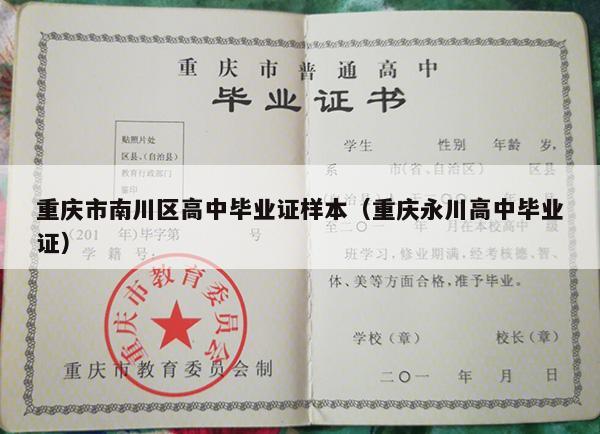 重庆市普通高中
毕业证书
贴照片处
区县、(自治县)
教育行政部门
钢印
学生 性别 年龄 岁,
系 市(省、自治区) 区县
重庆市南川区高中毕业证样本（重庆永川高中毕业
证）
(201 年)毕字第 号
学籍号:
至二〇一 年 月在本校高中 级
班学习,修业期满,经考核德、智、
体、美等方面合格,准予毕业。
重庆市教育委员会
重庆市教育委员会制
学校(章) 校长(章)
二〇一 年 月 日